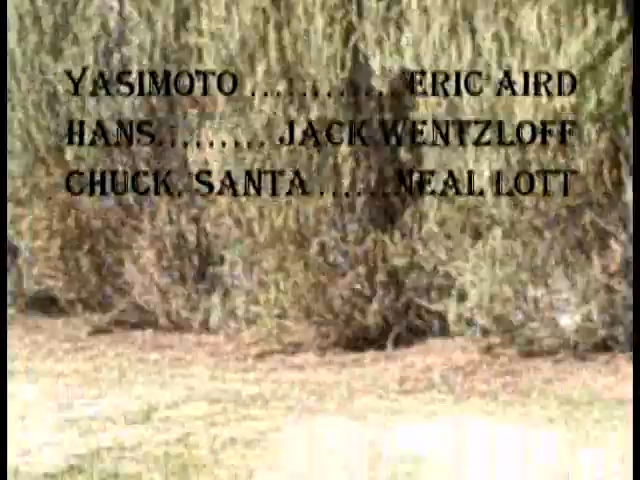 YASIMOTO ............ ERIC AIRD
HANS......... JACK WENTZLOFF
CHUCK, SANTA ...... NEAL LOTT